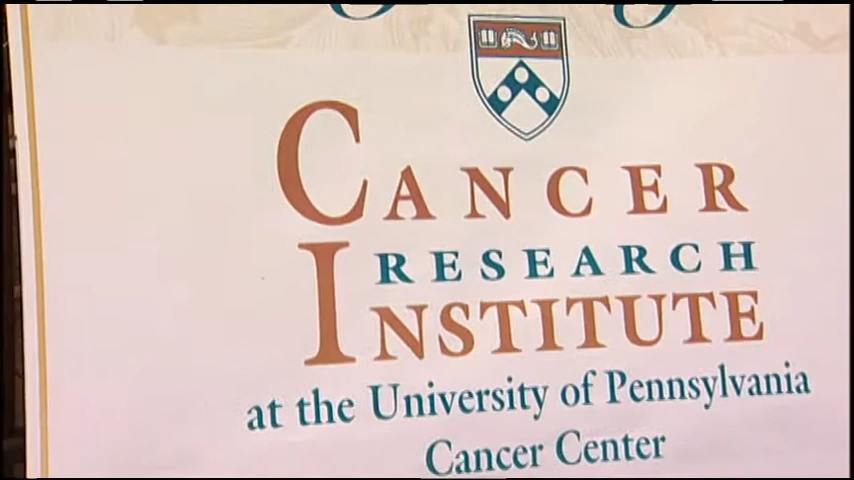 CANCER
RESEARCH
INSTITUTE
at the University of Pennsylvania
Cancer Center